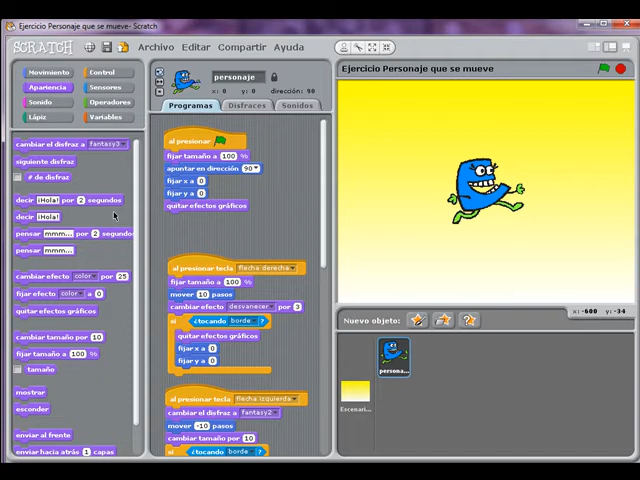 Ejercicio Personaje que se mueve- Scratch
SCRATCH
Archivo Editar Compartir Ayuda
Movimiento Control
Apariencia Sensores
Sonido Operadores
Lápiz Variables
cambiar el disfraz a fantasy3
siguiente disfraz
# de disfraz
decir ¡Hola! por 2 segundos
decir ¡Hola!
pensar mmm... por 2 segundos
pensar mmm...
cambiar efecto color por 25
fijar efecto color a 0
quitar efectos gráficos
cambiar tamaño por 10
fijar tamaño a 100 %
tamaño
mostrar
esconder
enviar al frente
enviar hacia atrás 1 capas
personaje
x: 0 y: 0 dirección: 90
Programas Disfraces Sonidos
al presionar
fijar tamaño a 100 %
apuntar en dirección 90
fijar x a 0
fijar y a 0
quitar efectos gráficos
al presionar tecla flecha derecha
fijar tamaño a 100 %
mover 10 pasos
cambiar efecto desvanecer por 3
si ¿tocando borde ?
quitar efectos gráficos
fijar x a 0
fijar y a 0
al presionar tecla flecha izquierda
cambiar el disfraz a fantasy2
mover -10 pasos
cambiar tamaño por 10
si ¿tocando borde ?
Ejercicio Personaje que se mueve
x: -600 y: -34
Nuevo objeto:
persona...
Escenari...